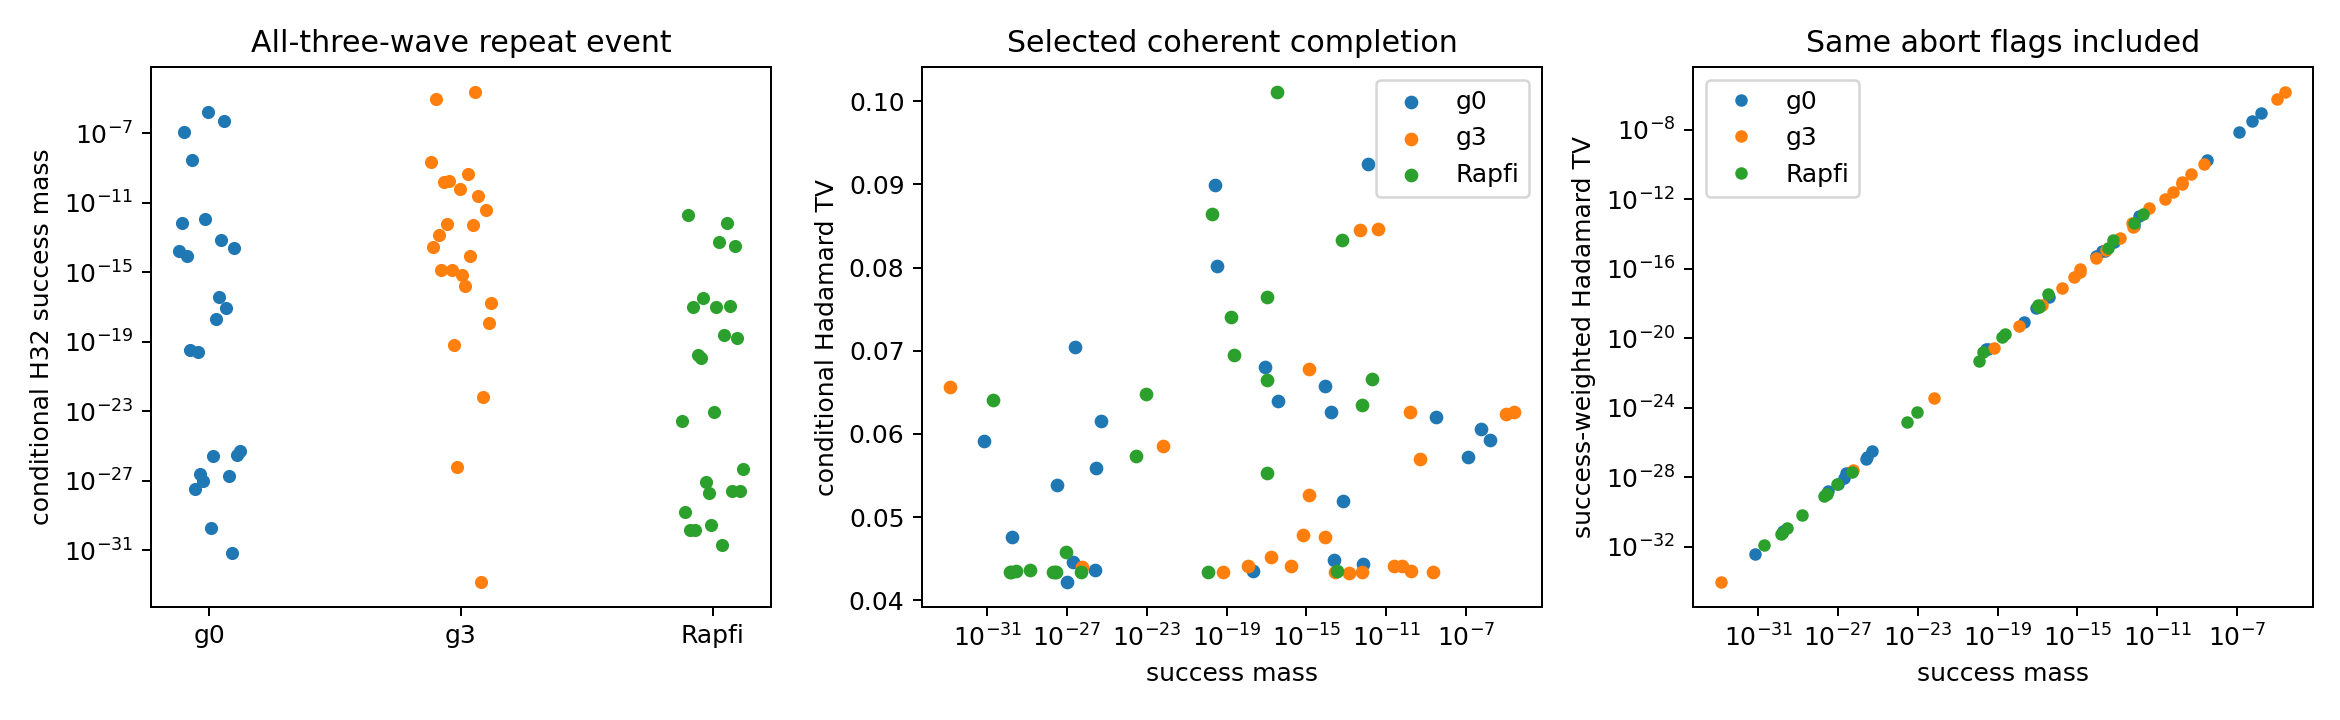 All-three-wave repeat event
conditional H32 success mass
10^-7
10^-11
10^-15
10^-19
10^-23
10^-27
10^-31
g0
g3
Rapfi
Selected coherent completion
conditional Hadamard TV
0.10
0.09
0.08
0.07
0.06
0.05
0.04
g0
g3
Rapfi
10^-31
10^-27
10^-23
10^-19
10^-15
10^-11
10^-7
success mass
Same abort flags included
success-weighted Hadamard TV
10^-8
10^-12
10^-16
10^-20
10^-24
10^-28
10^-32
g0
g3
Rapfi
10^-31
10^-27
10^-23
10^-19
10^-15
10^-11
10^-7
success mass